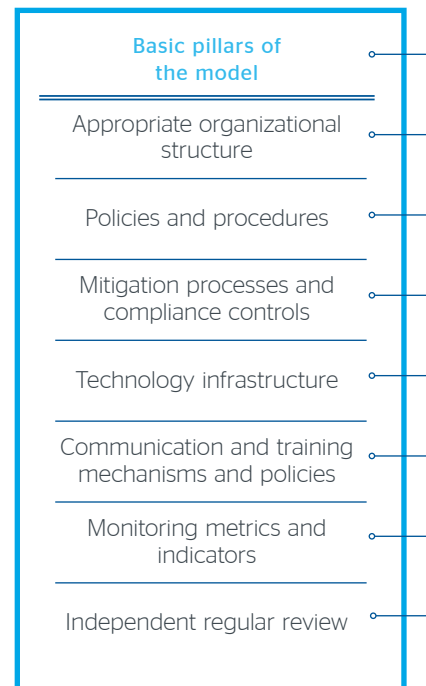 Basic pillars of
the model
Appropriate organizational
structure
Policies and procedures
Mitigation processes and
compliance controls
Technology infrastructure
Communication and training
mechanisms and policies
Monitoring metrics and
indicators
Independent regular review